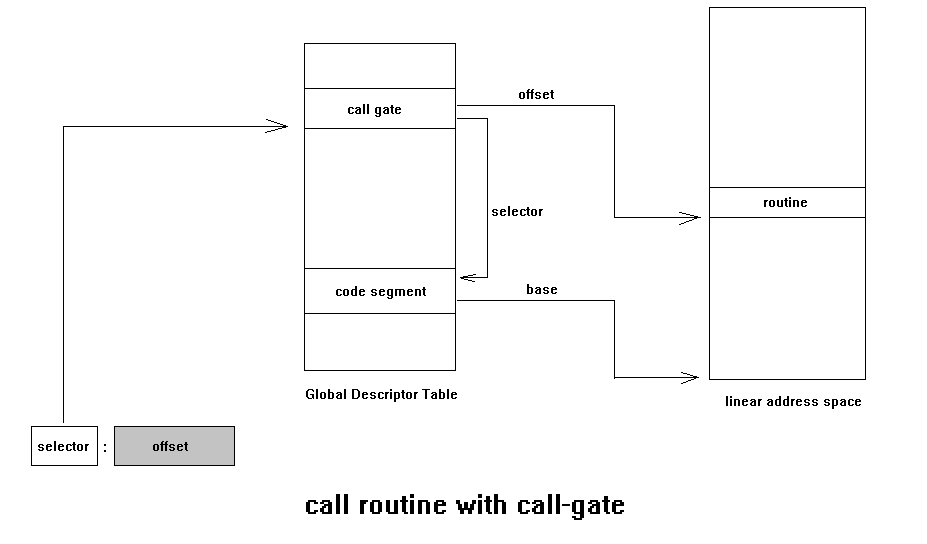 offset
call gate
routine
selector
code segment
base
Global Descriptor Table
linear address space
selector : offset
call routine with call-gate